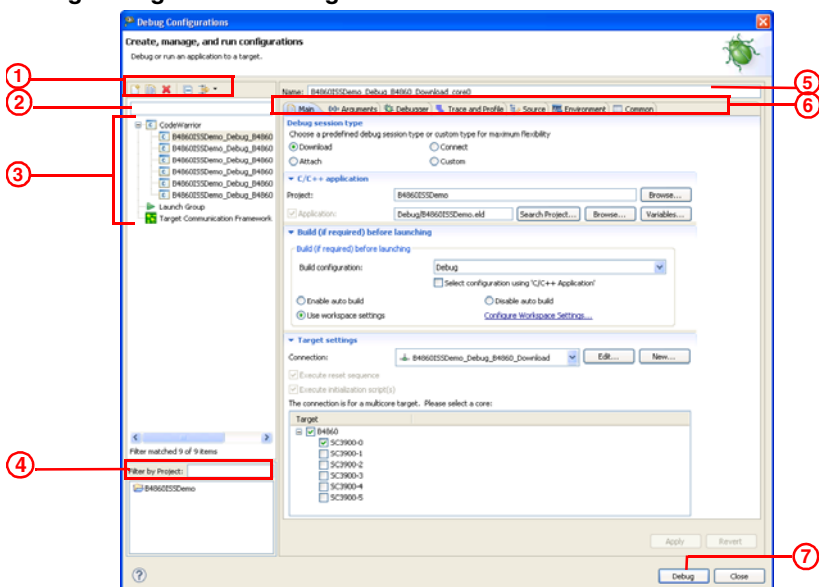 Debug Configurations
Create, manage, and run configurations
Debug or run an application to a target.
1
2
3
4
5
6
7
Name: B4860ISSDemo_Debug_B4860_Download_core0
Main Arguments Debugger Trace and Profile Source Environment Common
CodeWarrior
B4860ISSDemo_Debug_B4860
B4860ISSDemo_Debug_B4860
B4860ISSDemo_Debug_B4860
B4860ISSDemo_Debug_B4860
B4860ISSDemo_Debug_B4860
B4860ISSDemo_Debug_B4860
Launch Group
Target Communication Framework
Filter matched 9 of 9 items
Filter by Project:
B4860ISSDemo
Debug session type
Choose a predefined debug session type or custom type for maximum flexibility
Download Connect
Attach Custom
C/C++ application
Project: B4860ISSDemo Browse...
Application: Debug/B4860ISSDemo.eld Search Project... Browse... Variables...
Build (if required) before launching
Build (if required) before launching
Build configuration: Debug
Select configuration using 'C/C++ Application'
Enable auto build Disable auto build
Use workspace settings Configure Workspace Settings...
Target settings
Connection: B4860ISSDemo_Debug_B4860_Download Edit... New...
Execute reset sequence
Execute initialization script(s)
The connection is for a multicore target. Please select a core:
Target
B4860
SC3900-0
SC3900-1
SC3900-2
SC3900-3
SC3900-4
SC3900-5
Apply Revert
? Debug Close